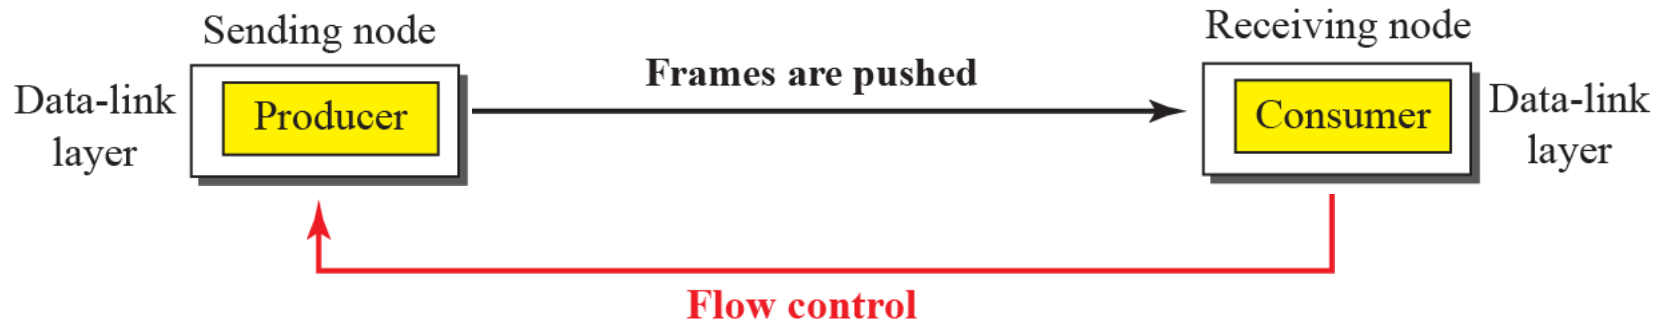 Sending node
Receiving node
Frames are pushed
Data-link
layer
Producer
Consumer
Data-link
layer
Flow control